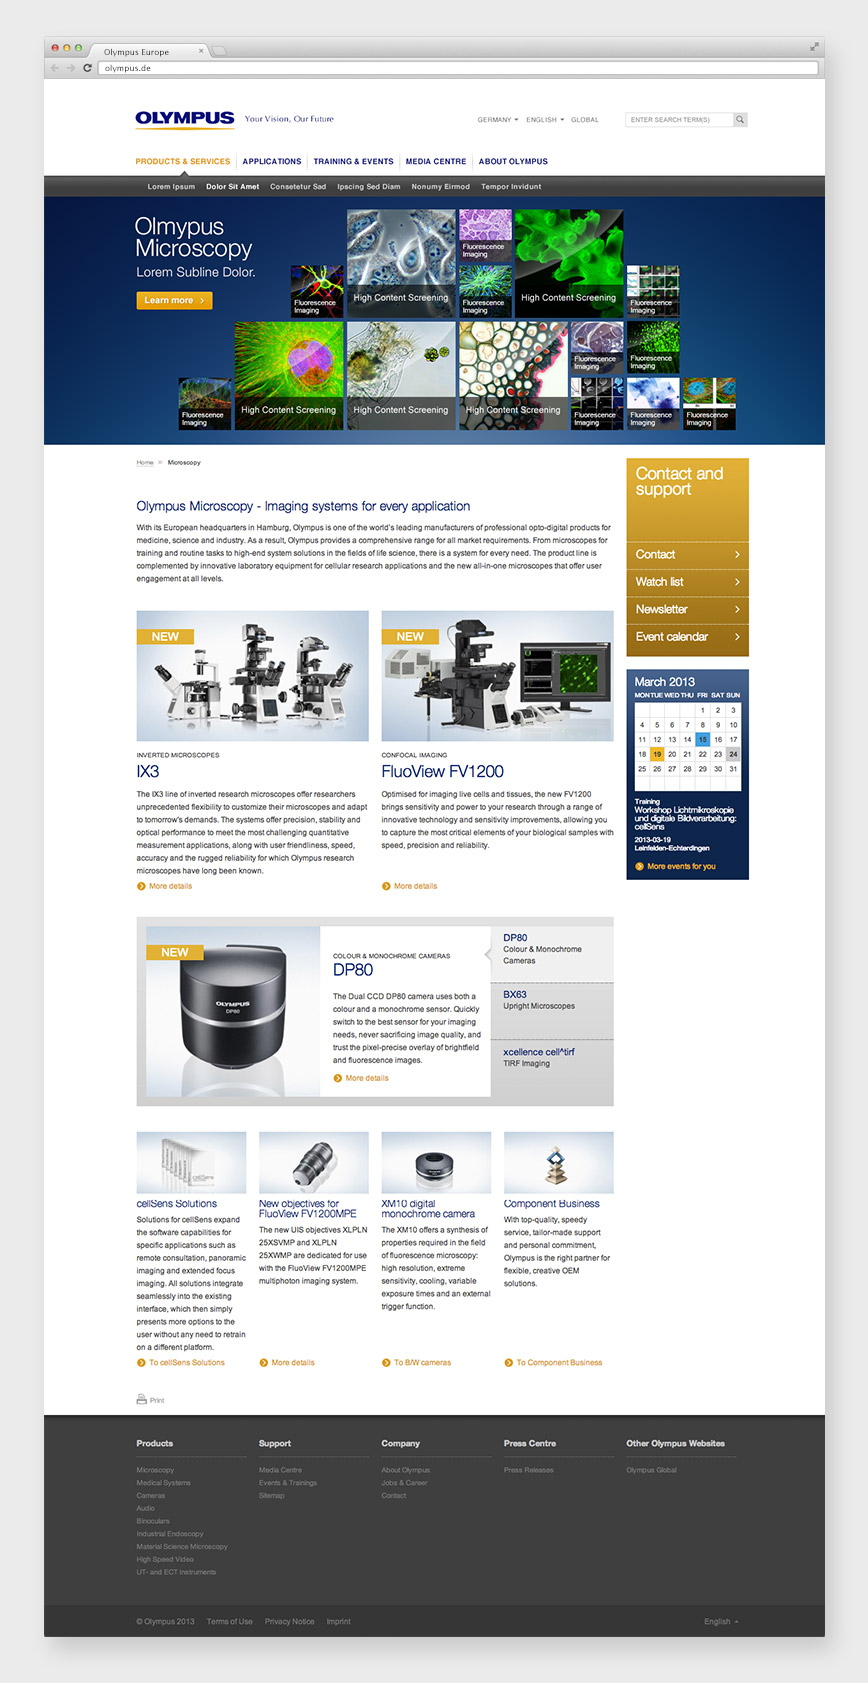 Olympus Europe
olympus.de
OLYMPUS
Your Vision, Our Future
GERMANY
ENGLISH
GLOBAL
ENTER SEARCH TERM(S)
PRODUCTS & SERVICES
APPLICATIONS
TRAINING & EVENTS
MEDIA CENTRE
ABOUT OLYMPUS
Lorem Ipsum
Dolor Sit Amet
Consetetur Sad
Ipscing Sed Diam
Nonumy Eirmod
Tempor Invidunt
Olmypus
Microscopy
Lorem Subline Dolor.
Learn more
Fluorescence
Imaging
High Content Screening
Fluorescence
Imaging
High Content Screening
Fluorescence
Imaging
Fluorescence
Imaging
Fluorescence
Imaging
Fluorescence
Imaging
High Content Screening
High Content Screening
High Content Screening
Fluorescence
Imaging
Fluorescence
Imaging
Fluorescence
Imaging
Fluorescence
Imaging
Fluorescence
Imaging
Home » Microscopy
Olympus Microscopy - Imaging systems for every application
With its European headquarters in Hamburg, Olympus is one of the world's leading manufacturers of professional opto-digital products for
medicine, science and industry. As a result, Olympus provides a comprehensive range for all market requirements. From microscopes for
training and routine tasks to high-end system solutions in the fields of life science, there is a system for every need. The product line is
complemented by innovative laboratory equipment for cellular research applications and the new all-in-one microscopes that offer user
engagement at all levels.
Contact and
support
Contact
Watch list
Newsletter
Event calendar
March 2013
MON TUE WED THU FRI SAT SUN
1 2 3
4 5 6 7 8 9 10
11 12 13 14 15 16 17
18 19 20 21 22 23 24
25 26 27 28 29 30 31
Training
Workshop Lichtmikroskopie
und digitale Bildverarbeitung:
cellSens
2013-03-19
Leinfelden-Echterdingen
More events for you
NEW
INVERTED MICROSCOPES
IX3
The IX3 line of inverted research microscopes offer researchers
unprecedented flexibility to customize their microscopes and adapt
to tomorrow's demands. The systems offer precision, stability and
optical performance to meet the most challenging quantitative
measurement applications, along with user friendliness, speed,
accuracy and the rugged reliability for which Olympus research
microscopes have long been known.
More details
NEW
CONFOCAL IMAGING
FluoView FV1200
Optimised for imaging live cells and tissues, the new FV1200
brings sensitivity and power to your research through a range of
innovative technology and sensitivity improvements, allowing you
to capture the most critical elements of your biological samples with
speed, precision and reliability.
More details
NEW
OLYMPUS
DP80
COLOUR & MONOCHROME CAMERAS
DP80
The Dual CCD DP80 camera uses both a
colour and a monochrome sensor. Quickly
switch to the best sensor for your imaging
needs, never sacrificing image quality, and
trust the pixel-precise overlay of brightfield
and fluorescence images.
More details
DP80
Colour & Monochrome
Cameras
BX63
Upright Microscopes
xcellence cell^tirf
TIRF Imaging
cellSens
cellSens Solutions
Solutions for cellSens expand
the software capabilities for
specific applications such as
remote consultation, panoramic
imaging and extended focus
imaging. All solutions integrate
seamlessly into the existing
interface, which then simply
presents more options to the
user without any need to retrain
on a different platform.
To cellSens Solutions
New objectives for
FluoView FV1200MPE
The new UIS objectives XLPLN
25XSVMP and XLPLN
25XWMP are dedicated for use
with the FluoView FV1200MPE
multiphoton imaging system.
More details
XM10 digital
monochrome camera
The XM10 offers a synthesis of
properties required in the field
of fluorescence microscopy:
high resolution, extreme
sensitivity, cooling, variable
exposure times and an external
trigger function.
To B/W cameras
Component Business
With top-quality, speedy
service, tailor-made support
and personal commitment,
Olympus is the right partner for
flexible, creative OEM
solutions.
To Component Business
Print
Products
Microscopy
Medical Systems
Cameras
Audio
Binoculars
Industrial Endoscopy
Material Science Microscopy
High Speed Video
UT- and ECT Instruments
Support
Media Centre
Events & Trainings
Sitemap
Company
About Olympus
Jobs & Career
Contact
Press Centre
Press Releases
Other Olympus Websites
Olympus Global
© Olympus 2013
Terms of Use
Privacy Notice
Imprint
English